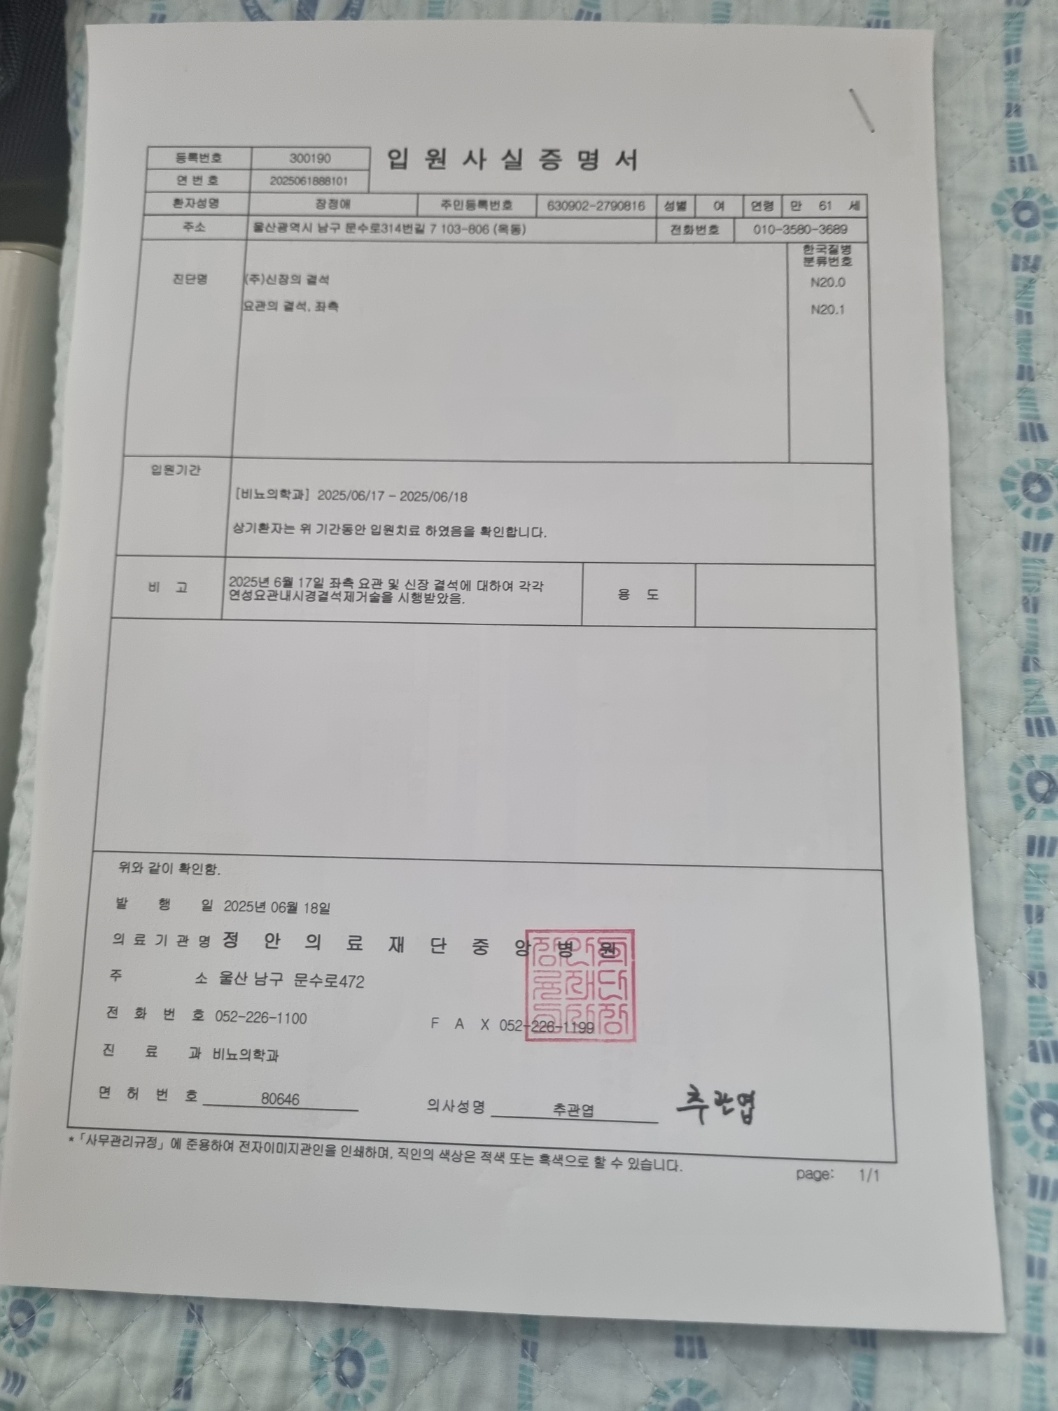 등록번호 300190
입원사실증명서
연번호 2025061888101
환자성명 장정애 주민등록번호 630902-2790816 성별 여 연령 만 61 세
주소 울산광역시 남구 문수로314번길 7 103-806 (옥동) 전화번호 010-3580-3689
한국질병
분류번호
진단명 (주)신장의 결석 N20.0
요관의 결석, 좌측 N20.1
입원기간
[비뇨의학과] 2025/06/17 - 2025/06/18
상기환자는 위 기간동안 입원치료 하였음을 확인합니다.
비 고 2025년 6월 17일 좌측 요관 및 신장 결석에 대하여 각각
연성요관내시경결석제거술을 시행받았음.
용 도
위와 같이 확인함.
발 행 일 2025년 06월 18일
의료기관명 정 안 의 료 재 단 중 앙 병 원
주 소 울산 남구 문수로472
전 화 번 호 052-226-1100 F A X 052-226-1199
진 료 과 비뇨의학과
면 허 번 호 80646 의사성명 추관엽 추관엽
*「사무관리규정」에 준용하여 전자이미지관인을 인쇄하며, 직인의 색상은 적색 또는 흑색으로 할 수 있습니다.
page: 1/1